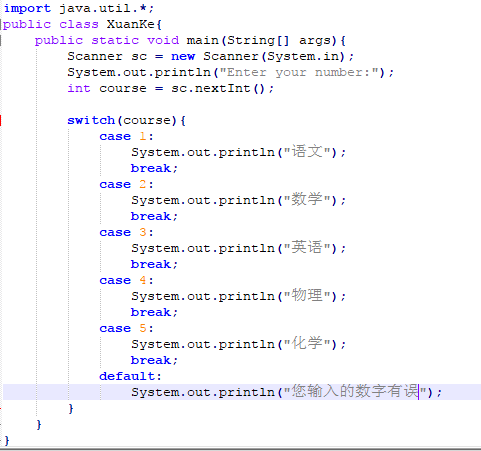 import java.util.*;
public class XuanKe{
    public static void main(String[] args){
        Scanner sc = new Scanner(System.in);
        System.out.println("Enter your number:");
        int course = sc.nextInt();

        switch(course){
            case 1:
                System.out.println("语文");
                break;
            case 2:
                System.out.println("数学");
                break;
            case 3:
                System.out.println("英语");
                break;
            case 4:
                System.out.println("物理");
                break;
            case 5:
                System.out.println("化学");
                break;
            default:
                System.out.println("您输入的数字有误");
        }
    }
}